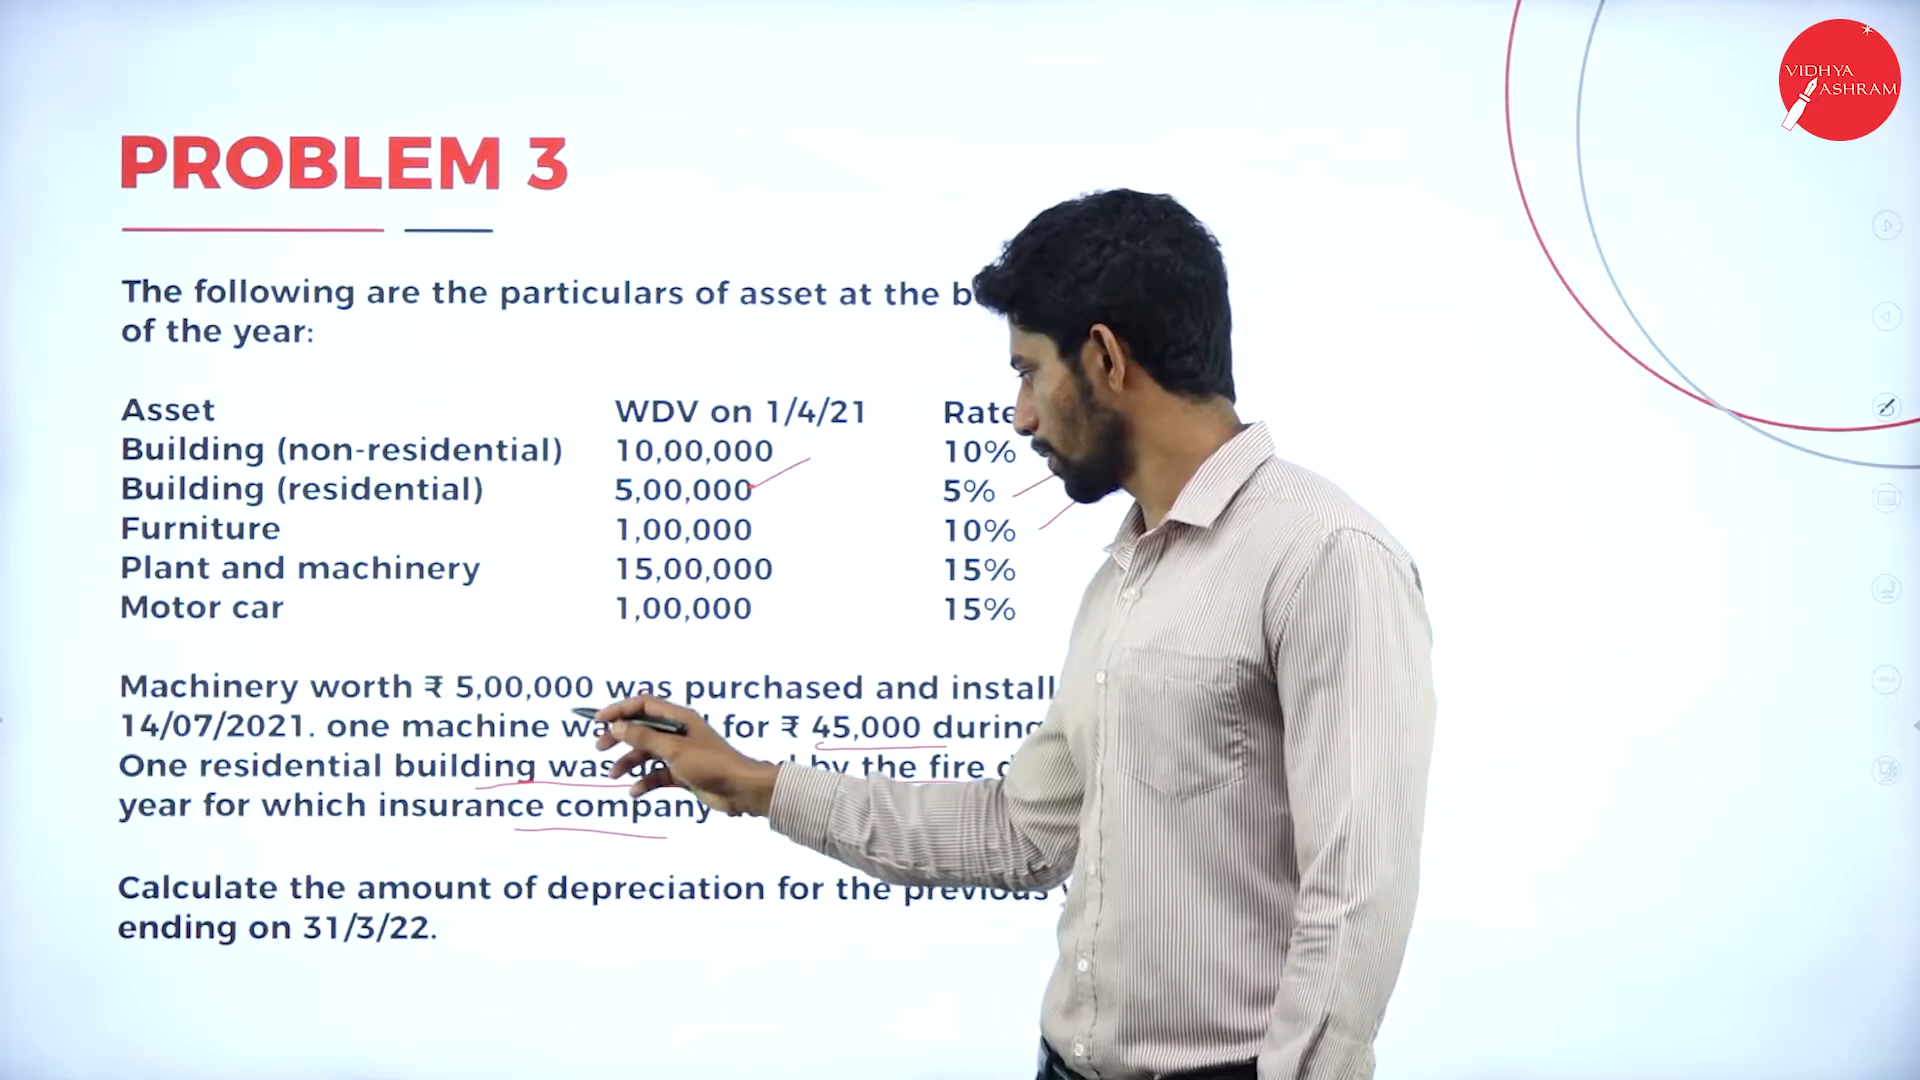 VIDHYA
ASHRAM
PROBLEM 3
The following are the particulars of asset at the
of the year:
Asset WDV on 1/4/21 Rate
Building (non-residential) 10,00,000 10%
Building (residential) 5,00,000 5%
Furniture 1,00,000 10%
Plant and machinery 15,00,000 15%
Motor car 1,00,000 15%
Machinery worth ₹ 5,00,000 was purchased and
14/07/2021. one machine for ₹ 45,000
One residential building was by the fire
year for which insurance company
Calculate the amount of depreciation for the previous
ending on 31/3/22.